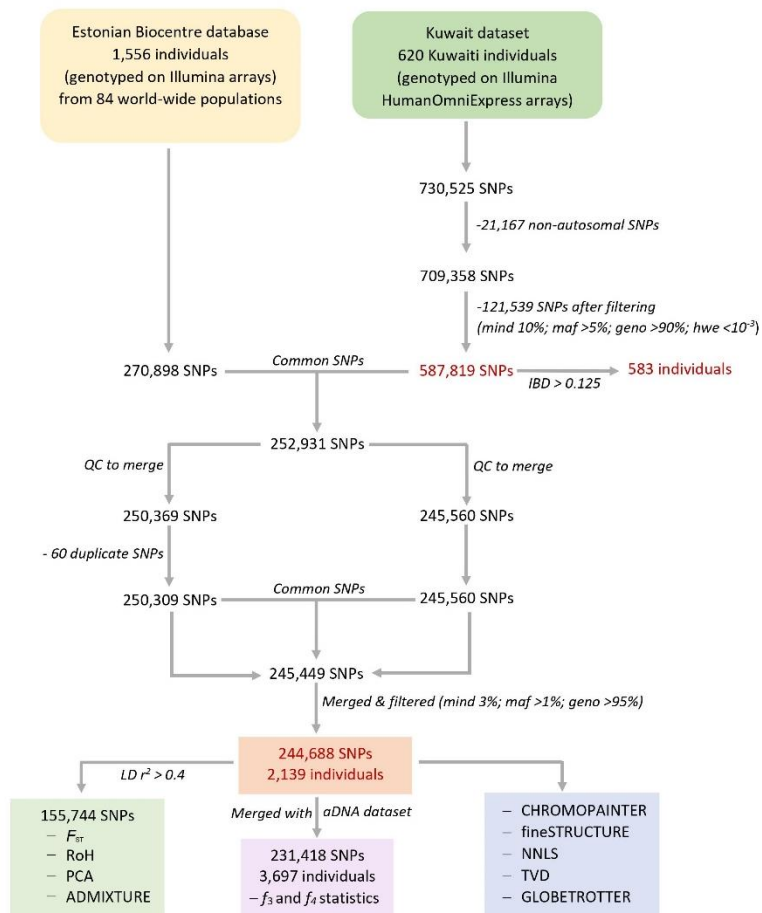 Estonian Biocentre database
1,556 individuals
(genotyped on Illumina arrays)
from 84 world-wide populations
Kuwait dataset
620 Kuwaiti individuals
(genotyped on Illumina
HumanOmniExpress arrays)
730,525 SNPs
-21,167 non-autosomal SNPs
709,358 SNPs
-121,539 SNPs after filtering
(mind 10%; maf >5%; geno >90%; hwe <10⁻³)
270,898 SNPs
Common SNPs
587,819 SNPs
IBD > 0.125
583 individuals
252,931 SNPs
QC to merge
QC to merge
250,369 SNPs
245,560 SNPs
- 60 duplicate SNPs
250,309 SNPs
Common SNPs
245,560 SNPs
245,449 SNPs
Merged & filtered (mind 3%; maf >1%; geno >95%)
244,688 SNPs
2,139 individuals
LD r² > 0.4
155,744 SNPs
– F_ST
– RoH
– PCA
– ADMIXTURE
Merged with aDNA dataset
231,418 SNPs
3,697 individuals
– f₃ and f₄ statistics
– CHROMOPAINTER
– fineSTRUCTURE
– NNLS
– TVD
– GLOBETROTTER